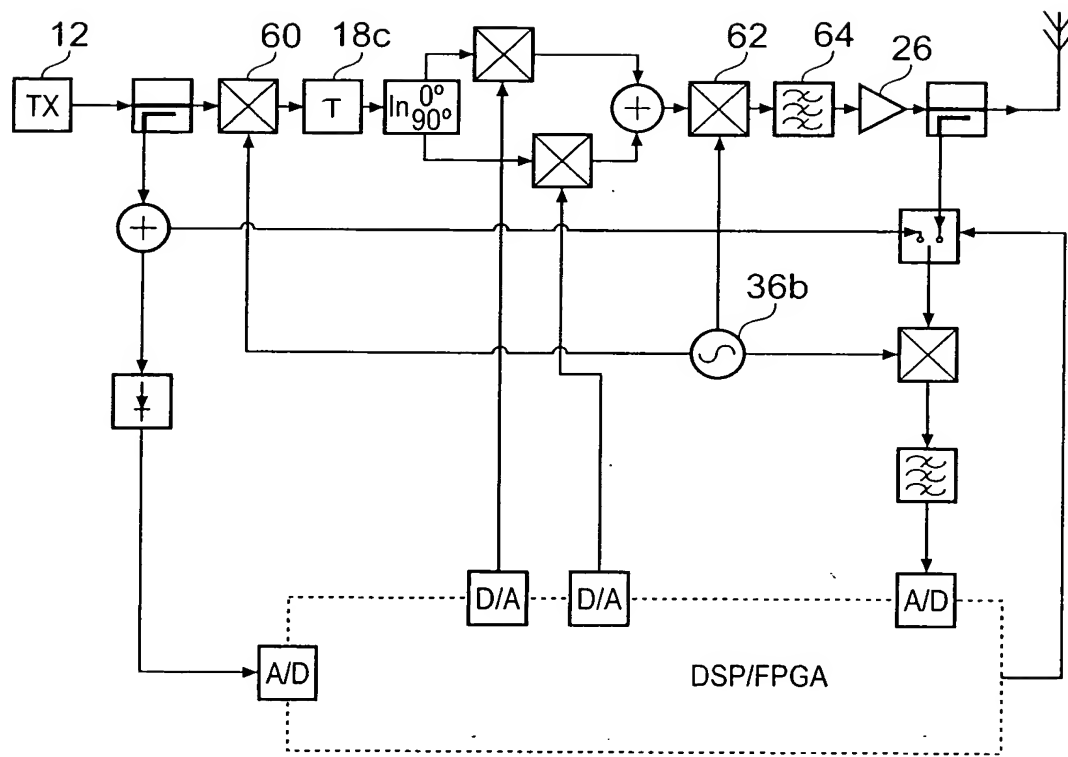 12
60
18c
62
64
26
TX
τ
In 0° 90°
36b
D/A
D/A
A/D
A/D
DSP/FPGA